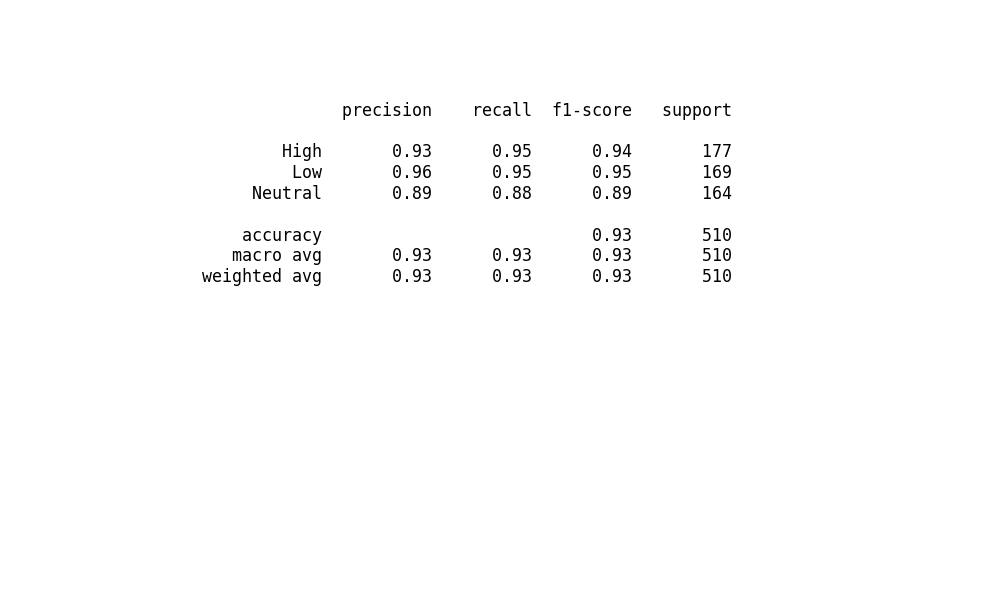 precision recall f1-score support
High 0.93 0.95 0.94 177
Low 0.96 0.95 0.95 169
Neutral 0.89 0.88 0.89 164
accuracy 0.93 510
macro avg 0.93 0.93 0.93 510
weighted avg 0.93 0.93 0.93 510